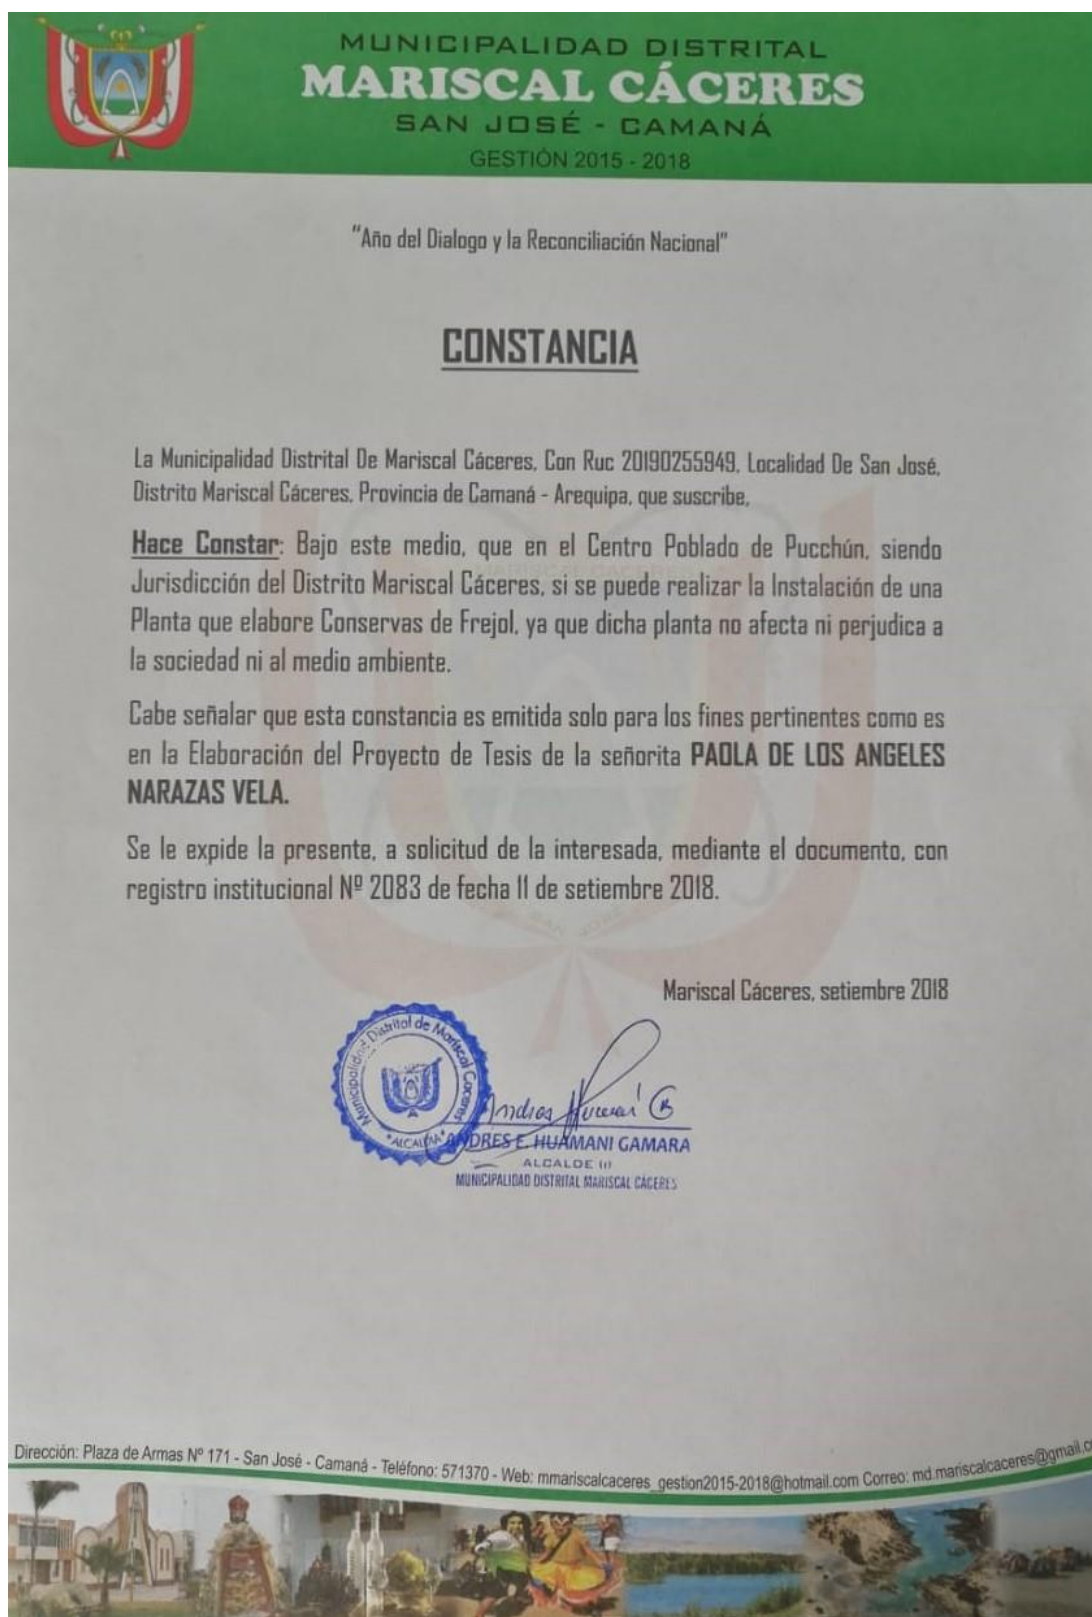 MUNICIPALIDAD DISTRITAL
MARISCAL CÁCERES
SAN JOSÉ - CAMANÁ
GESTIÓN 2015 - 2018
"Año del Dialogo y la Reconciliación Nacional"
CONSTANCIA
La Municipalidad Distrital De Mariscal Cáceres, Con Ruc 20190255949, Localidad De San José,
Distrito Mariscal Cáceres, Provincia de Camaná - Arequipa, que suscribe,
Hace Constar: Bajo este medio, que en el Centro Poblado de Pucchún, siendo
Jurisdicción del Distrito Mariscal Cáceres, si se puede realizar la Instalación de una
Planta que elabore Conservas de Frejol, ya que dicha planta no afecta ni perjudica a
la sociedad ni al medio ambiente.
Cabe señalar que esta constancia es emitida solo para los fines pertinentes como es
en la Elaboración del Proyecto de Tesis de la señorita PAOLA DE LOS ANGELES
NARAZAS VELA.
Se le expide la presente, a solicitud de la interesada, mediante el documento, con
registro institucional Nº 2083 de fecha 11 de setiembre 2018.
Mariscal Cáceres, setiembre 2018
Municipalidad Distrital de Mariscal Caceres
*ALCALDIA*
ANDRES E. HUAMANI GAMARA
ALCALDE (i)
MUNICIPALIDAD DISTRITAL MARISCAL CÁCERES
Dirección: Plaza de Armas Nº 171 - San José - Camaná - Teléfono: 571370 - Web: mmariscalcaceres_gestion2015-2018@hotmail.com Correo: md.mariscalcaceres@gmail.co